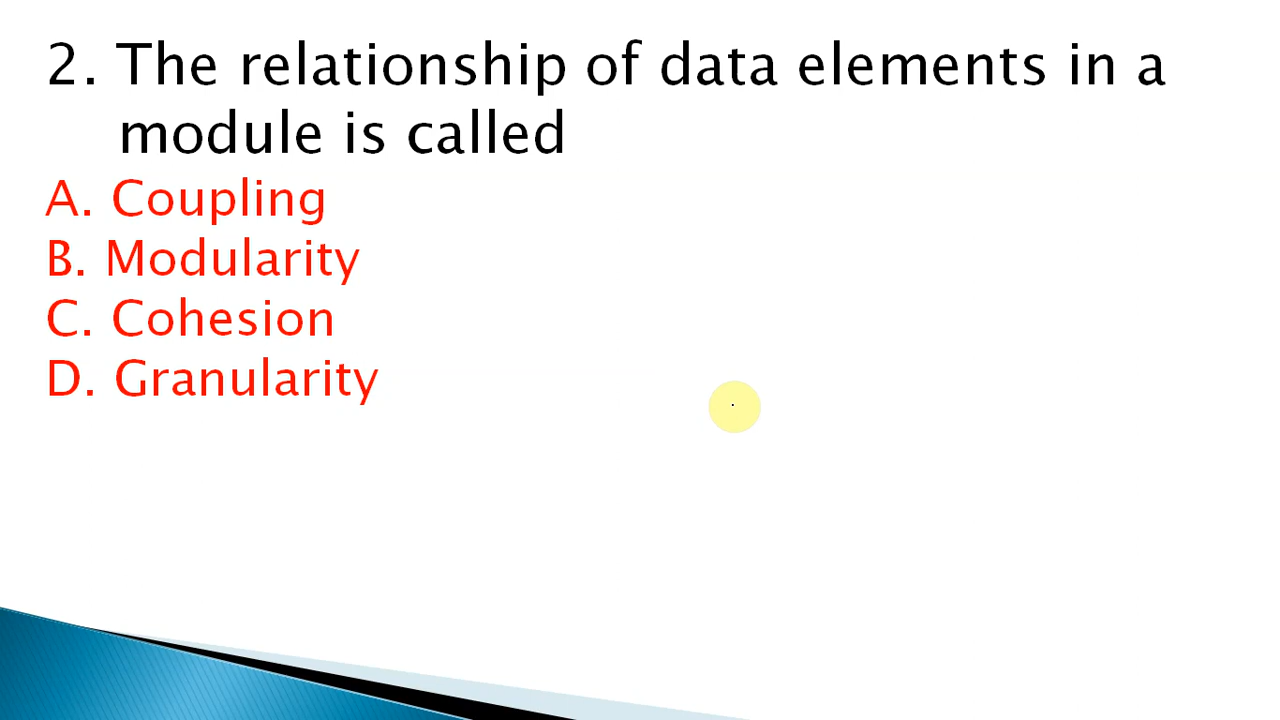 2. The relationship of data elements in a
module is called
A. Coupling
B. Modularity
C. Cohesion
D. Granularity